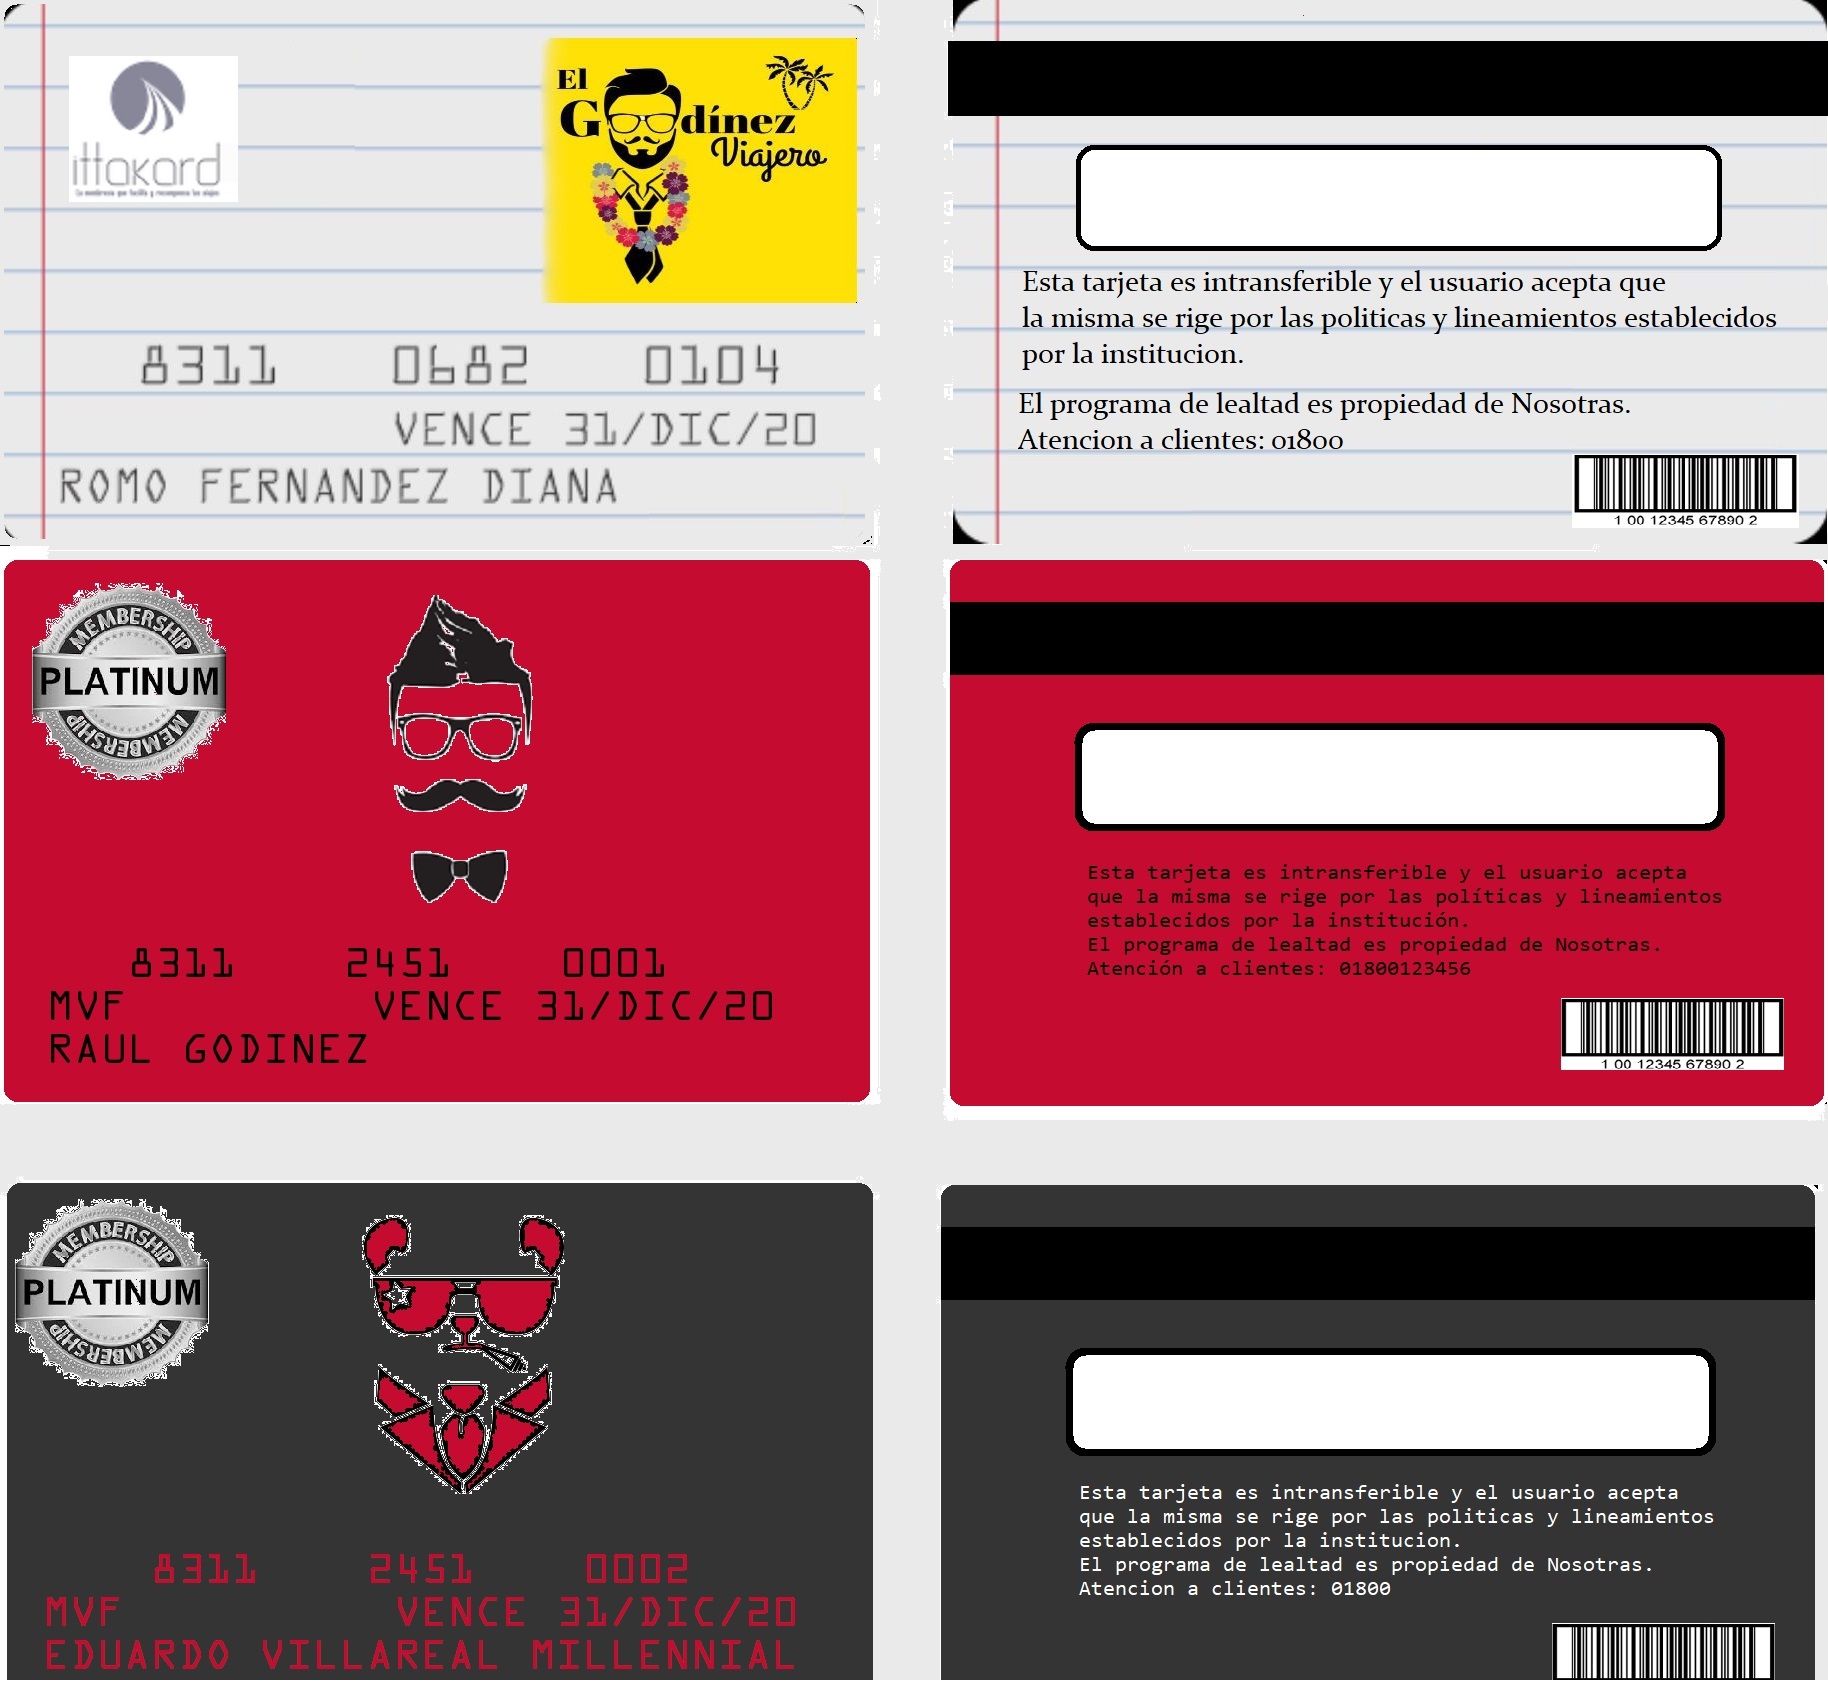 El
Godínez
Viajero
ittakard
La membresia que facilita y recompensa los viajes
8311 0682 0104
VENCE 31/DIC/20
ROMO FERNANDEZ DIANA
Esta tarjeta es intransferible y el usuario acepta que
la misma se rige por las politicas y lineamientos establecidos
por la institucion.
El programa de lealtad es propiedad de Nosotras.
Atencion a clientes: 01800
1 00 12345 67890 2
MEMBERSHIP
PLATINUM
MEMBERSHIP
8311 2451 0001
MVF VENCE 31/DIC/20
RAUL GODINEZ
Esta tarjeta es intransferible y el usuario acepta
que la misma se rige por las políticas y lineamientos
establecidos por la institución.
El programa de lealtad es propiedad de Nosotras.
Atención a clientes: 01800123456
1 00 12345 67890 2
MEMBERSHIP
PLATINUM
MEMBERSHIP
8311 2451 0002
MVF VENCE 31/DIC/20
EDUARDO VILLAREAL MILLENNIAL
Esta tarjeta es intransferible y el usuario acepta
que la misma se rige por las politicas y lineamientos
establecidos por la institucion.
El programa de lealtad es propiedad de Nosotras.
Atencion a clientes: 01800